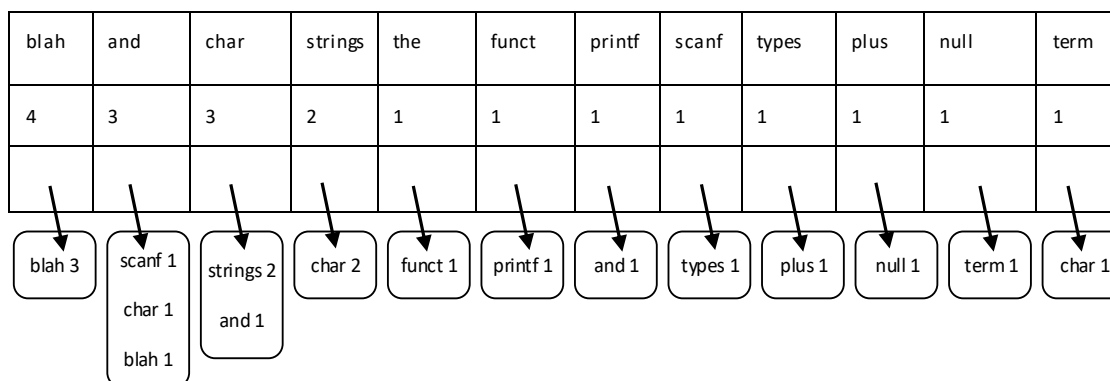 blah and char strings the funct printf scanf types plus null term
4 3 3 2 1 1 1 1 1 1 1 1
blah 3 scanf 1 strings 2 char 2 funct 1 printf 1 and 1 types 1 plus 1 null 1 term 1 char 1
char 1 and 1
blah 1